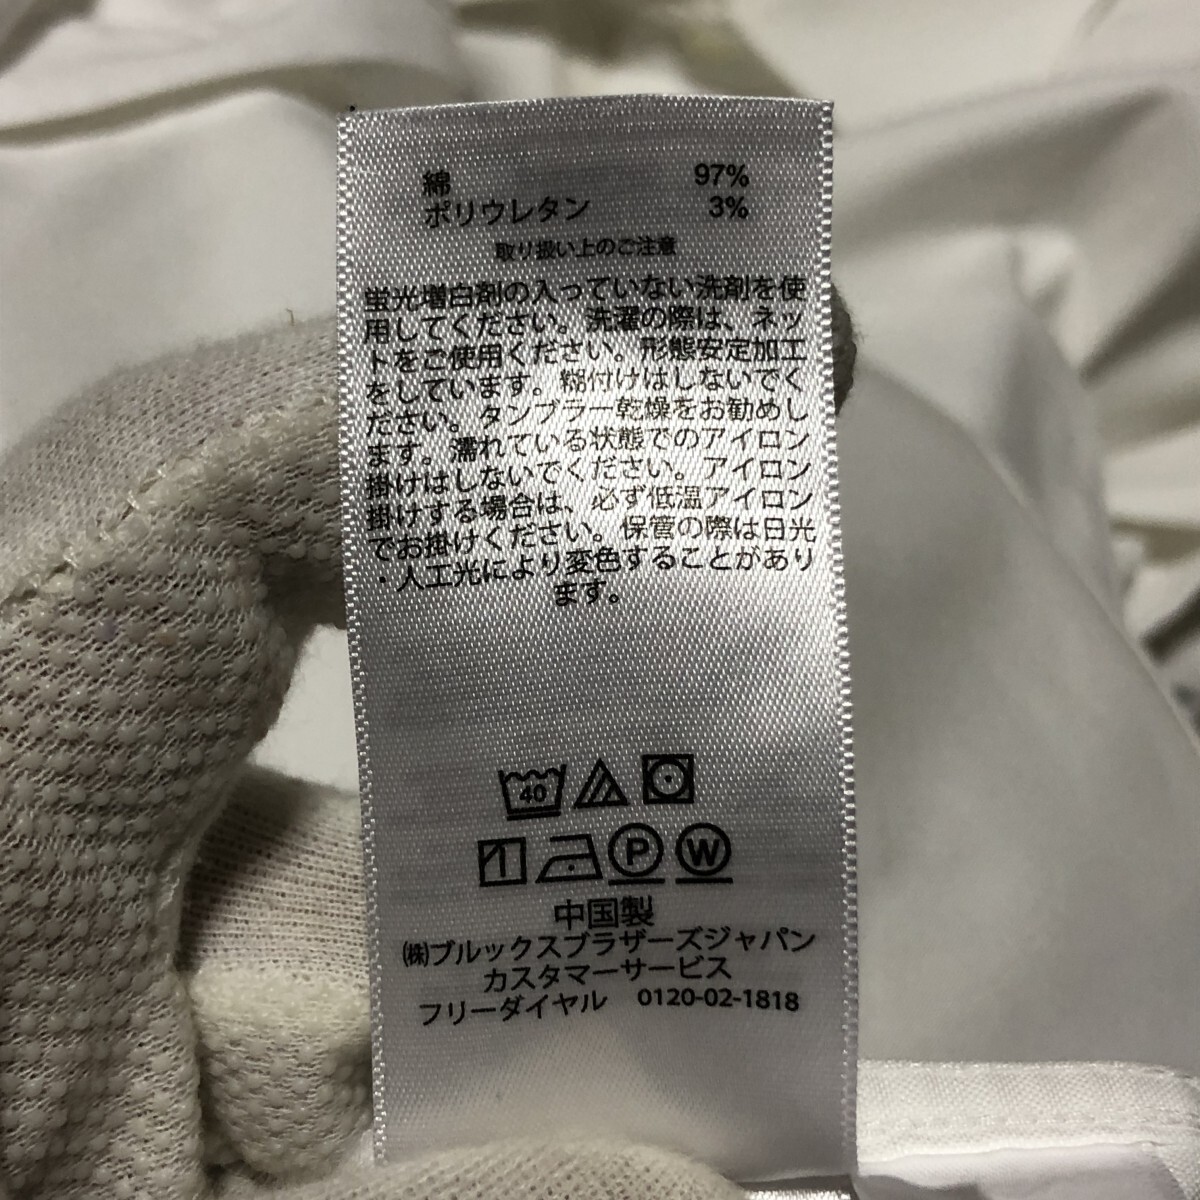 綿 97%
ポリウレタン 3%
取り扱い上のご注意
蛍光増白剤の入っていない洗剤を使
用してください。洗濯の際は、ネッ
トをご使用ください。形態安定加工
をしています。糊付けはしないでく
ださい。タンブラー乾燥をお勧めし
ます。濡れている状態でのアイロン
掛けはしないでください。アイロン
掛けする場合は、必ず低温アイロン
でお掛けください。保管の際は日光
・人工光により変色することがあり
ます。
40
P W
中国製
㈱ブルックスブラザーズジャパン
カスタマーサービス
フリーダイヤル 0120-02-1818